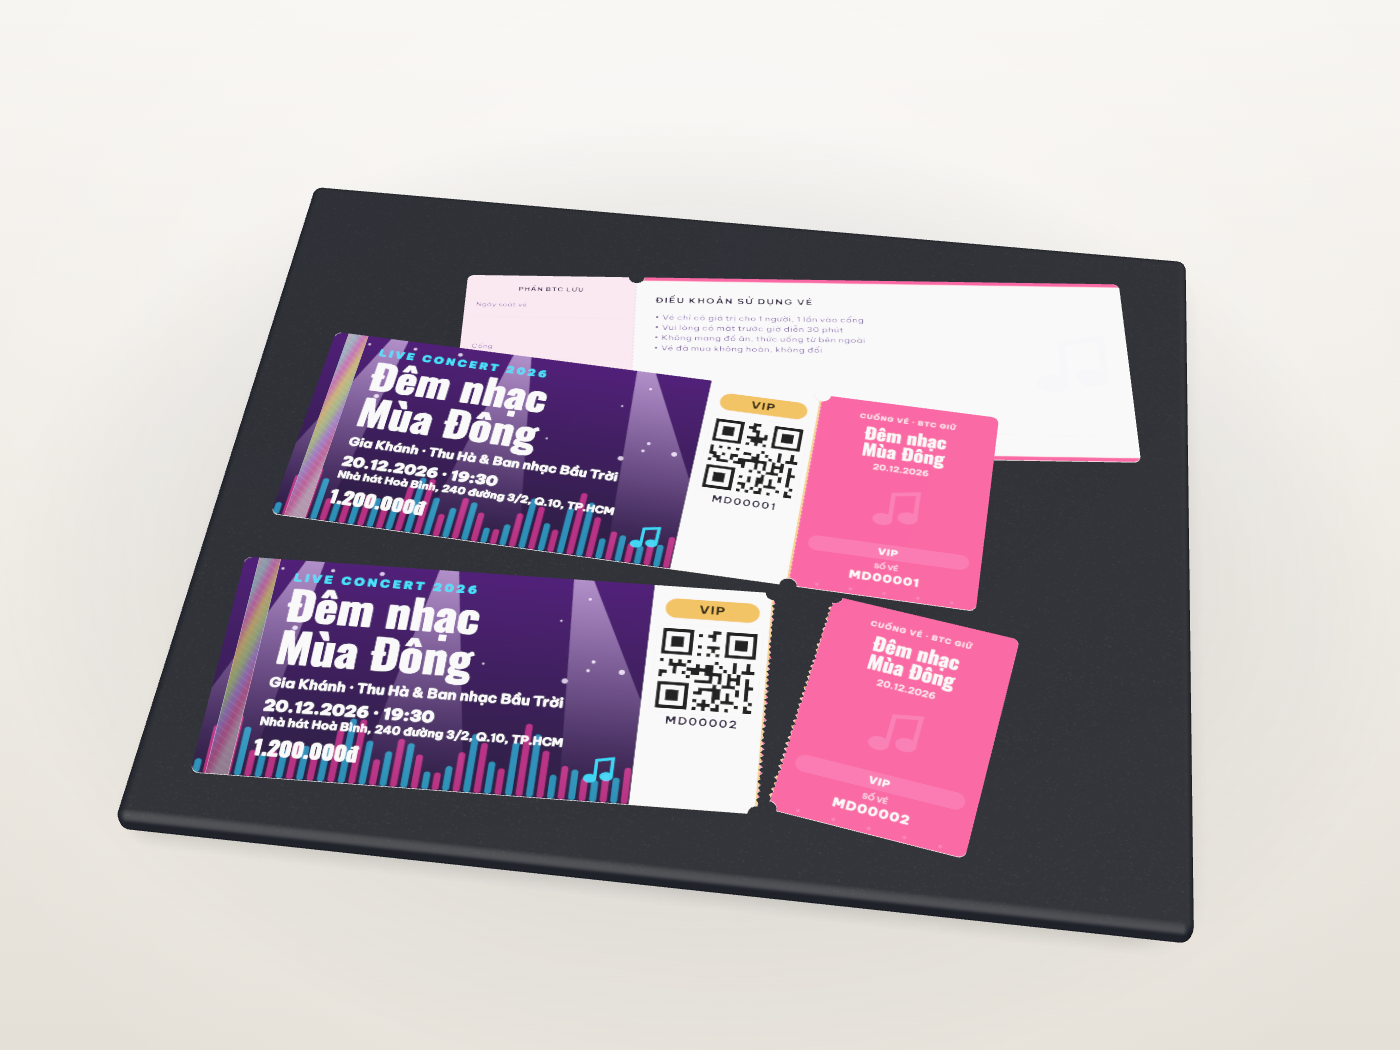 PHẦN BTC LƯU
Ngày soát vé
Cổng
ĐIỀU KHOẢN SỬ DỤNG VÉ
• Vé chỉ có giá trị cho 1 người, 1 lần vào cổng
• Vui lòng có mặt trước giờ diễn 30 phút
• Không mang đồ ăn, thức uống từ bên ngoài
• Vé đã mua không hoàn, không đổi
LIVE CONCERT 2026
Đêm nhạc
Mùa Đông
Gia Khánh · Thu Hà & Ban nhạc Bầu Trời
20.12.2026 · 19:30
Nhà hát Hoà Bình, 240 đường 3/2, Q.10, TP.HCM
1.200.000đ
VIP
MD00001
CUỐNG VÉ · BTC GIỮ
Đêm nhạc
Mùa Đông
20.12.2026
VIP
SỐ VÉ
MD00001
LIVE CONCERT 2026
Đêm nhạc
Mùa Đông
Gia Khánh · Thu Hà & Ban nhạc Bầu Trời
20.12.2026 · 19:30
Nhà hát Hoà Bình, 240 đường 3/2, Q.10, TP.HCM
1.200.000đ
VIP
MD00002
CUỐNG VÉ · BTC GIỮ
Đêm nhạc
Mùa Đông
20.12.2026
VIP
SỐ VÉ
MD00002